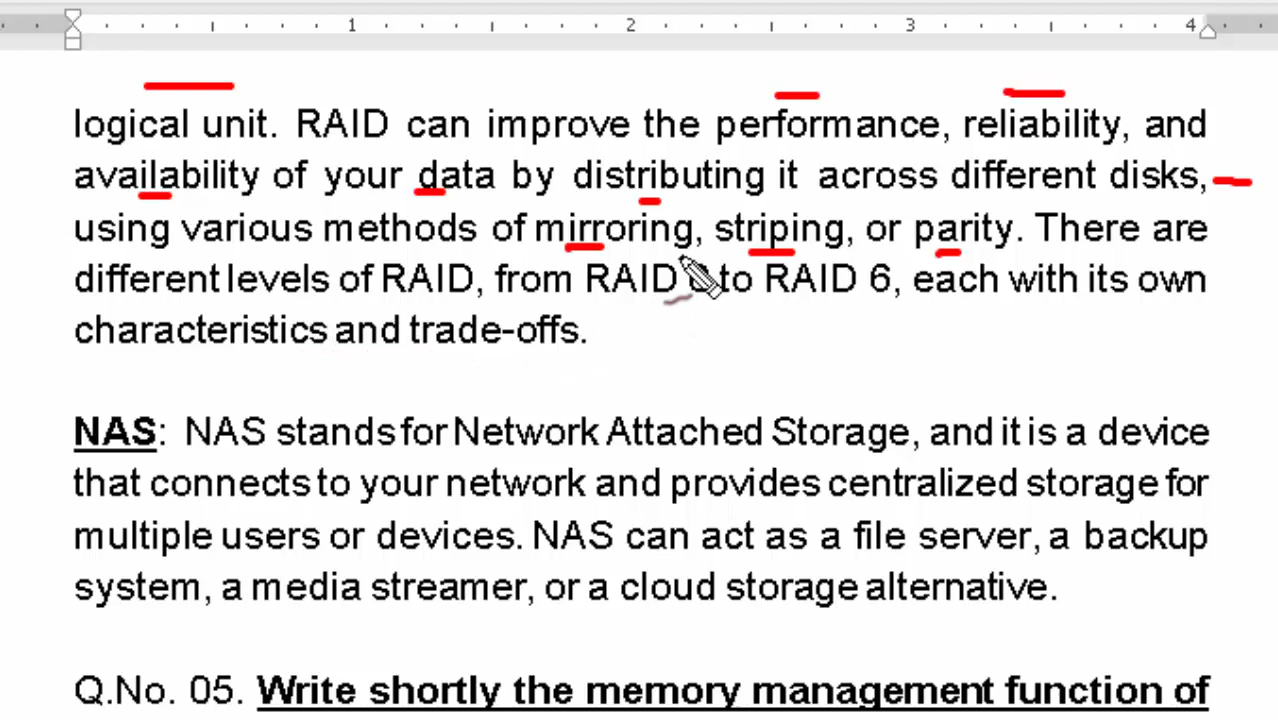 1 2 3 4
logical unit. RAID can improve the performance, reliability, and
availability of your data by distributing it across different disks,
using various methods of mirroring, striping, or parity. There are
different levels of RAID, from RAID to RAID 6, each with its own
characteristics and trade-offs.
NAS: NAS stands for Network Attached Storage, and it is a device
that connects to your network and provides centralized storage for
multiple users or devices. NAS can act as a file server, a backup
system, a media streamer, or a cloud storage alternative.
Q.No. 05. Write shortly the memory management function of